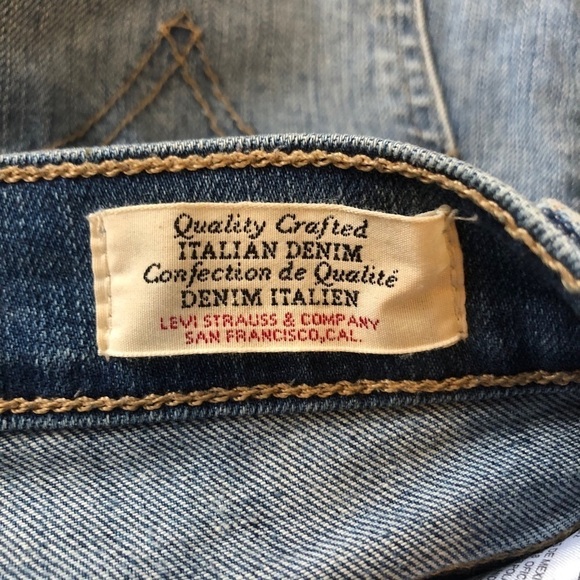 Quality Crafted
ITALIAN DENIM
Confection de Qualité
DENIM ITALIEN
LEVI STRAUSS & COMPANY
SAN FRANCISCO, CAL.